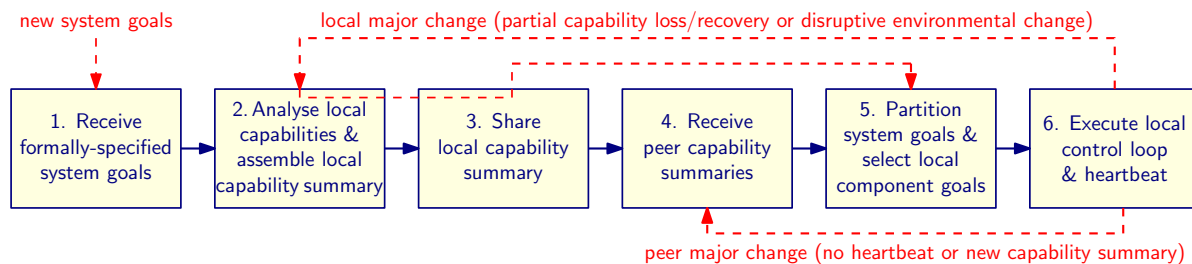 new system goals
local major change (partial capability loss/recovery or disruptive environmental change)
1. Receive
formally-specified
system goals
2. Analyse local
capabilities &
assemble local
capability summary
3. Share
local capability
summary
4. Receive
peer capability
summaries
5. Partition
system goals &
select local
component goals
6. Execute local
control loop
& heartbeat
peer major change (no heartbeat or new capability summary)